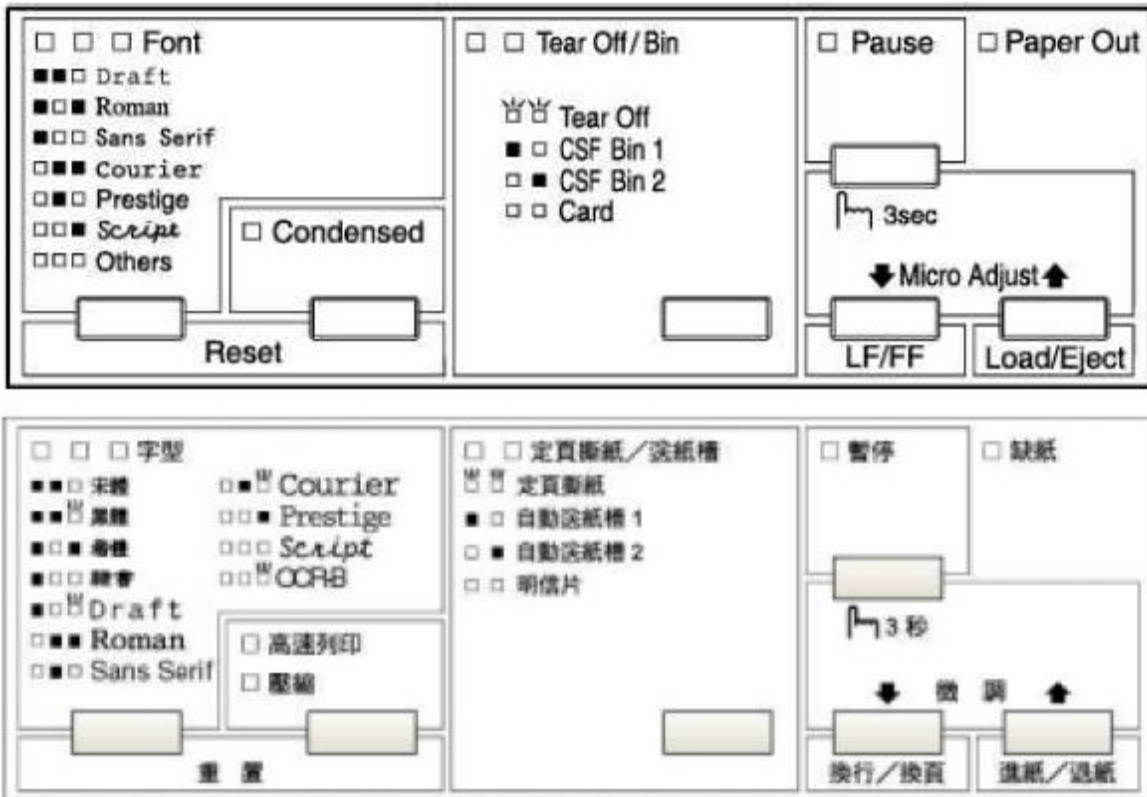 Font
Draft
Roman
Sans Serif
Courier
Prestige
Script
Others
Condensed
Reset
Tear Off/Bin
Tear Off
CSF Bin 1
CSF Bin 2
Card
Pause
Paper Out
3sec
Micro Adjust
LF/FF
Load/Eject
字型
宋體
黑體
楷體
隸書
Draft
Roman
Sans Serif
Courier
Prestige
Script
OCR-B
高速列印
壓縮
重置
定頁撕紙/送紙槽
定頁撕紙
自動送紙槽 1
自動送紙槽 2
明信片
暫停
缺紙
3 秒
微調
換行/換頁
進紙/退紙